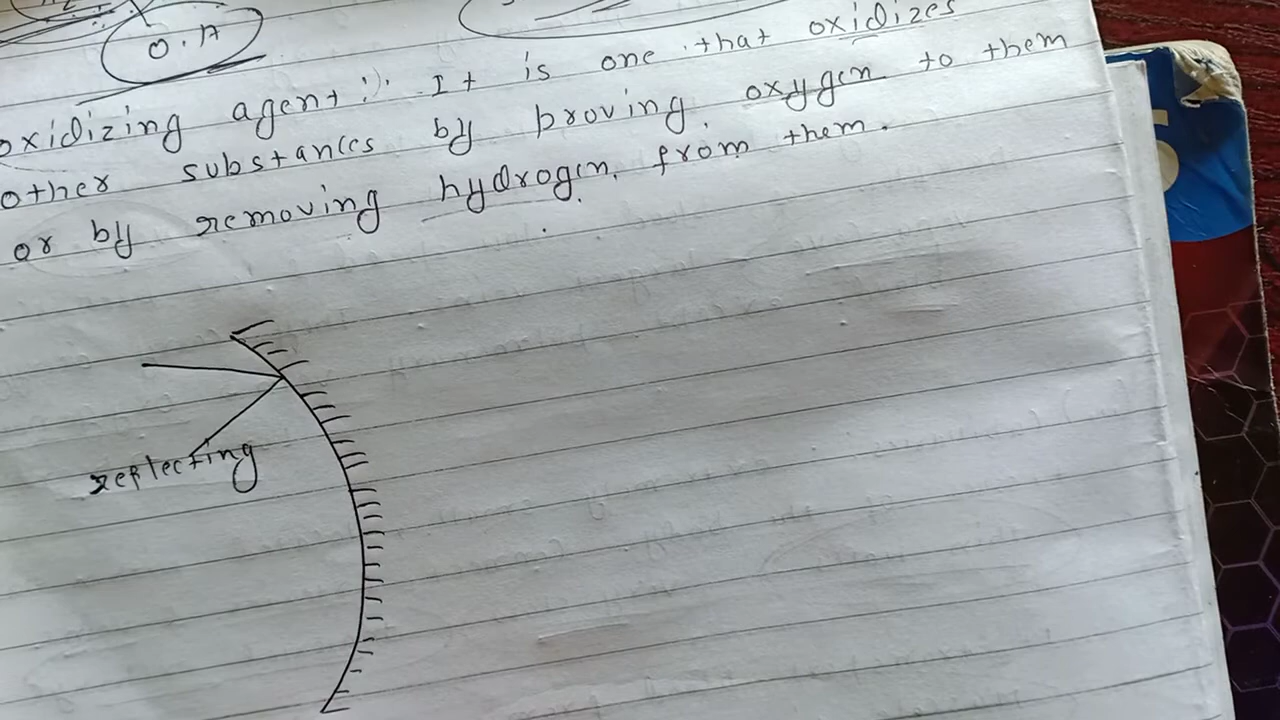 O.A
oxidizing agent :- It is one that oxidizes
other substances by proving oxygen to them
or by removing hydrogen from them.
reflecting